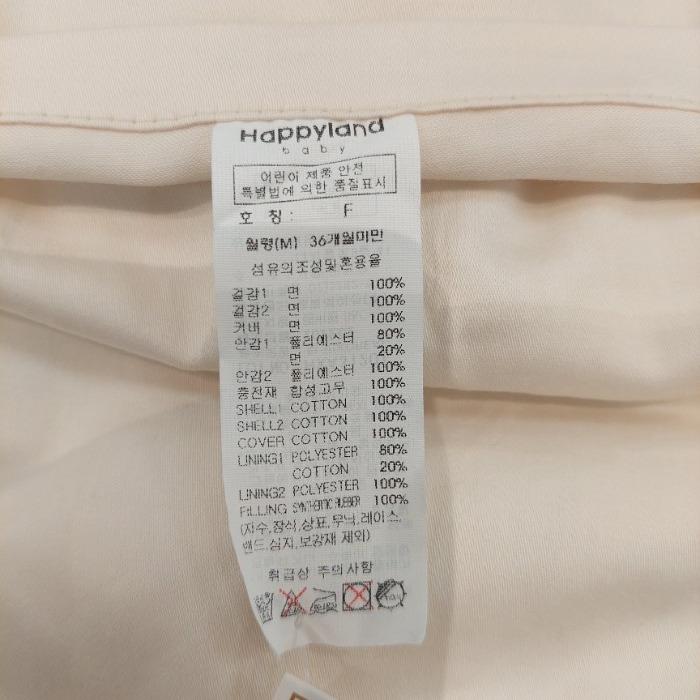 Happyland
baby
어린이 제품 안전
특별법에 의한 품질표시
호 칭 : F
월령(M) 36개월미만
섬유의조성및혼용율
겉감1 면 100%
겉감2 면 100%
커버 면 100%
안감1 폴리에스터 80%
면 20%
안감2 폴리에스터 100%
충전재 합성고무 100%
SHELL1 COTTON 100%
SHELL2 COTTON 100%
COVER COTTON 100%
LINING1 POLYESTER 80%
COTTON 20%
LINING2 POLYESTER 100%
FILLING SYNTHETIC RUBBER 100%
(자수,장식,상표,무늬,레이스,
밴드,심지,보강재 제외)
취급상 주의사항